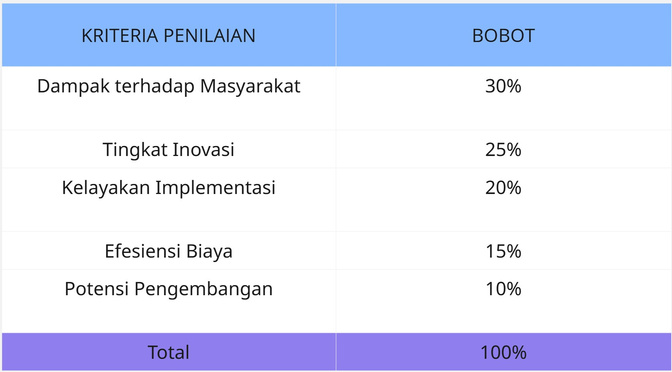 KRITERIA PENILAIAN BOBOT
Dampak terhadap Masyarakat 30%
Tingkat Inovasi 25%
Kelayakan Implementasi 20%
Efesiensi Biaya 15%
Potensi Pengembangan 10%
Total 100%